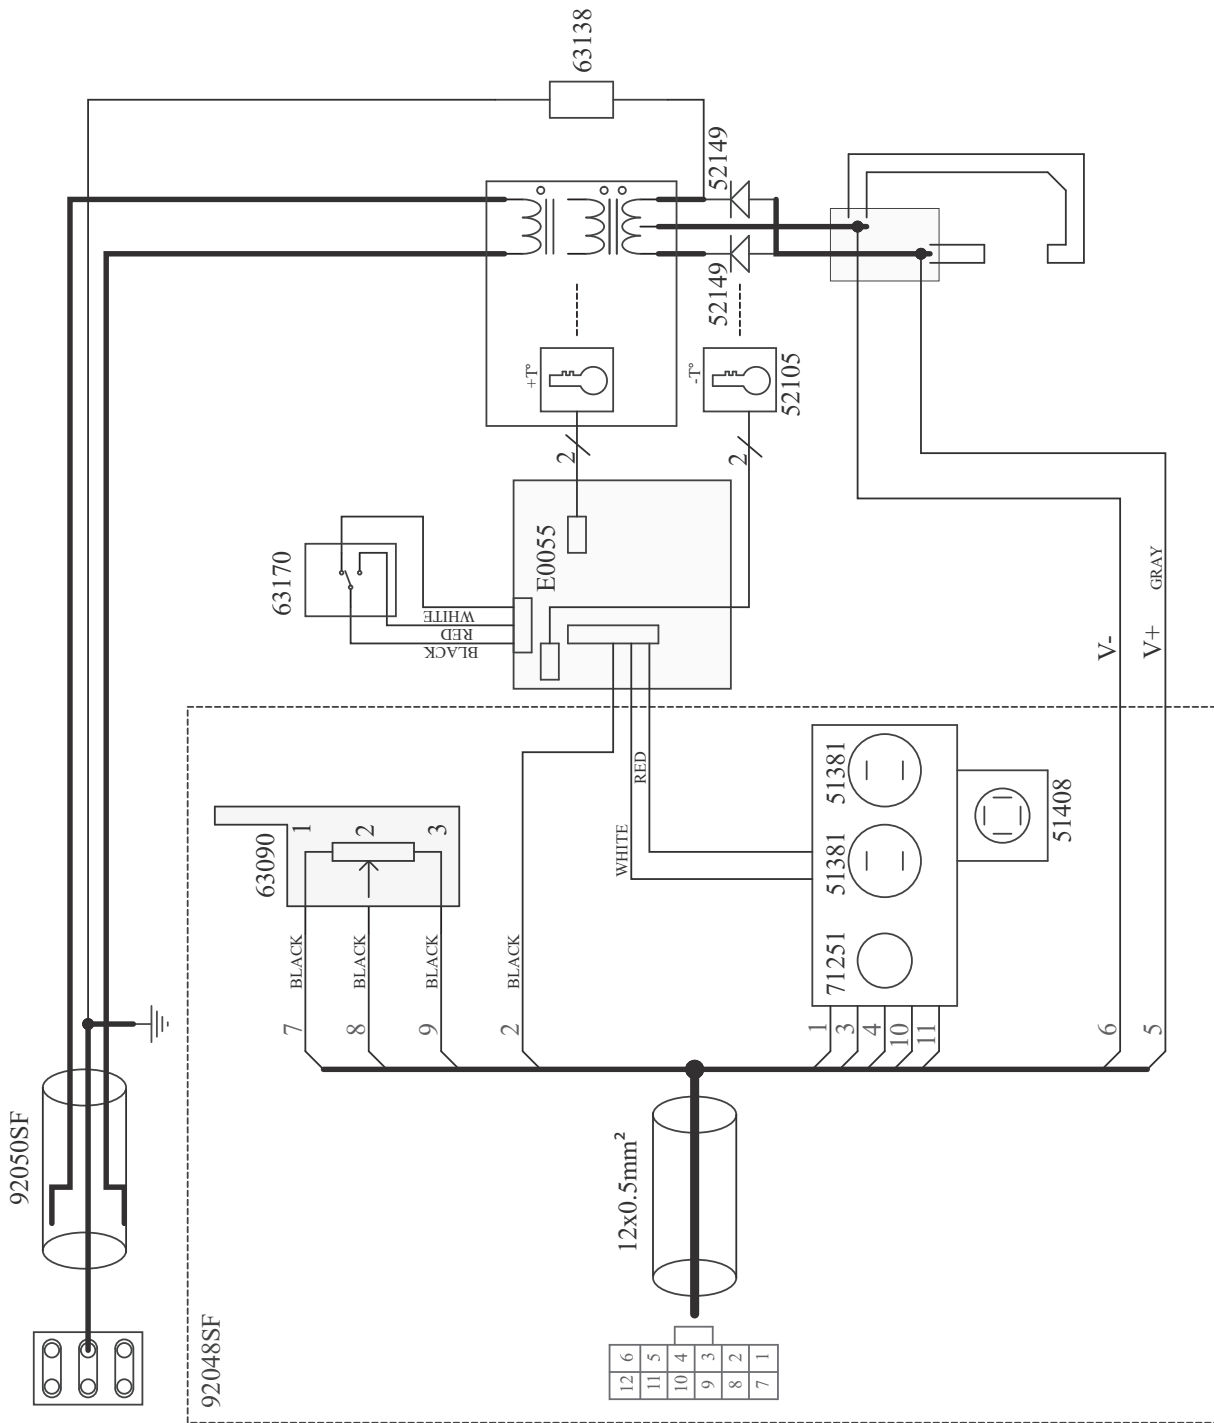 63138
52149
52149
+T°
-T°
52105
2
2
63170
E0055
WHITE
RED
BLACK
V-
V+
GRAY
RED
WHITE
63090
1
2
3
BLACK
BLACK
BLACK
BLACK
7
8
9
2
51381
51381
71251
51408
1
3
4
10
11
6
5
92050SF
12x0.5mm²
92048SF
12 6
11 5
10 4
9 3
8 2
7 1